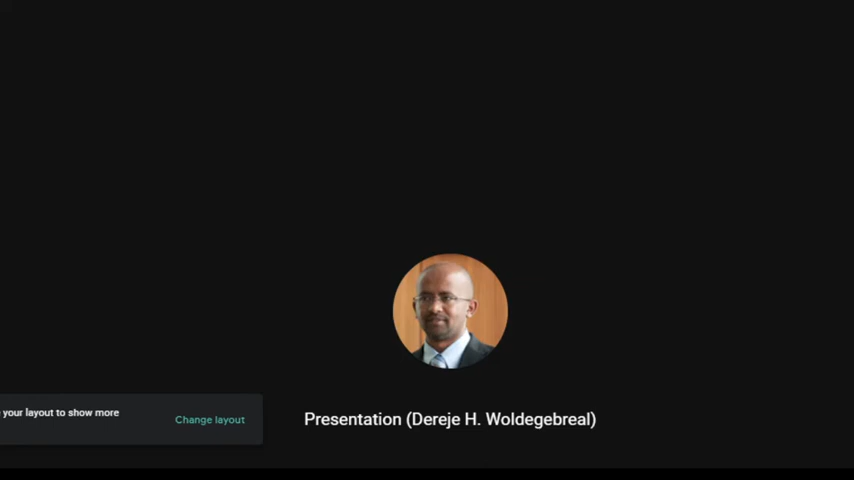 your layout to show more
Change layout
Presentation (Dereje H. Woldegebreal)